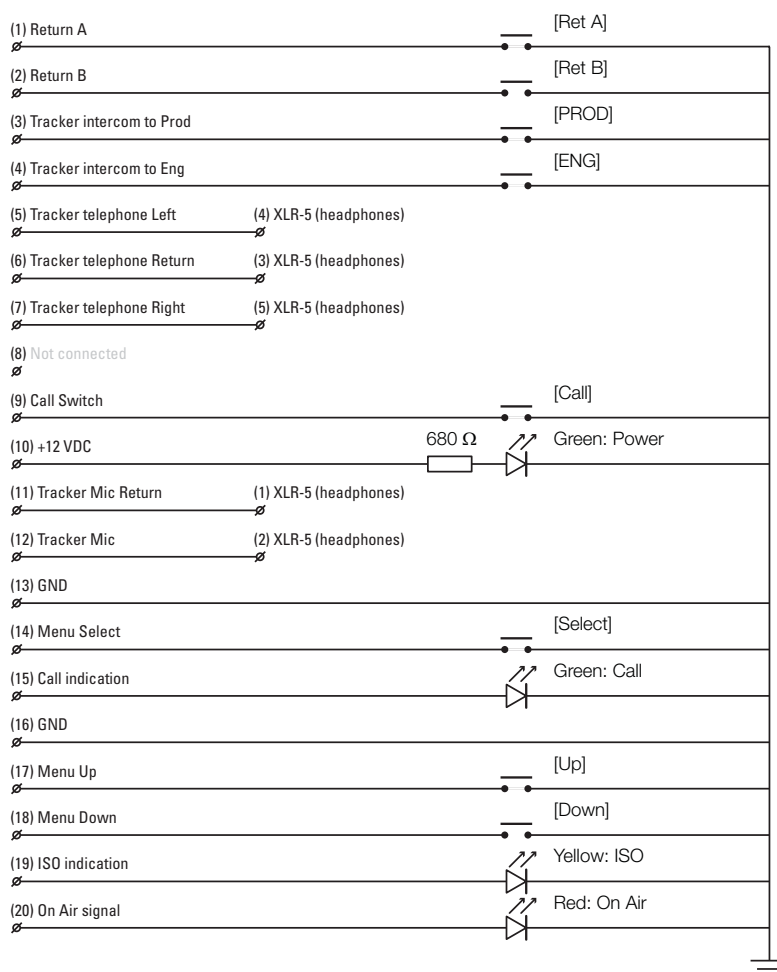 (1) Return A [Ret A]
(2) Return B [Ret B]
(3) Tracker intercom to Prod [PROD]
(4) Tracker intercom to Eng [ENG]
(5) Tracker telephone Left (4) XLR-5 (headphones)
(6) Tracker telephone Return (3) XLR-5 (headphones)
(7) Tracker telephone Right (5) XLR-5 (headphones)
(8) Not connected
(9) Call Switch [Call]
(10) +12 VDC 680 Ω Green: Power
(11) Tracker Mic Return (1) XLR-5 (headphones)
(12) Tracker Mic (2) XLR-5 (headphones)
(13) GND
(14) Menu Select [Select]
(15) Call indication Green: Call
(16) GND
(17) Menu Up [Up]
(18) Menu Down [Down]
(19) ISO indication Yellow: ISO
(20) On Air signal Red: On Air